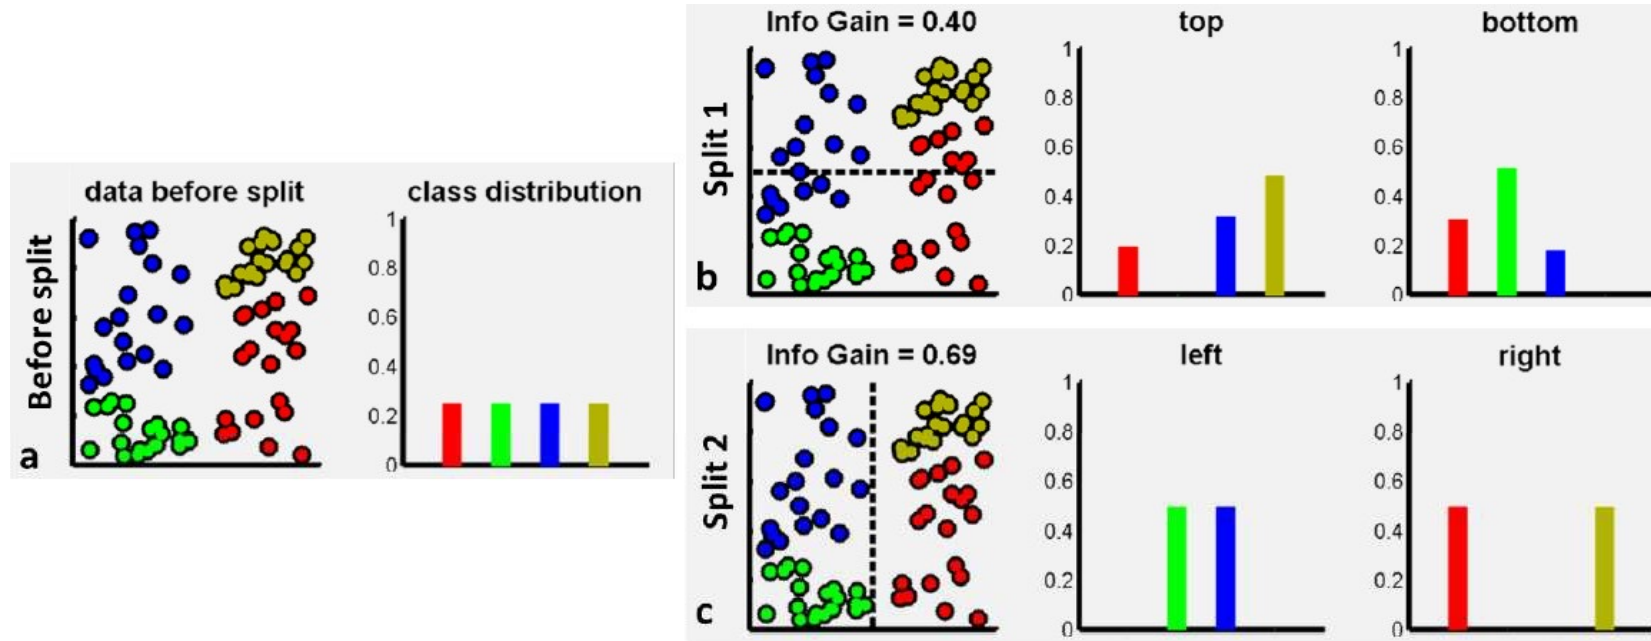 Before split
a
data before split
class distribution
1
0.8
0.6
0.4
0.2
0
Split 1
b
Info Gain = 0.40
top
1
0.8
0.6
0.4
0.2
0
bottom
1
0.8
0.6
0.4
0.2
0
Split 2
c
Info Gain = 0.69
left
1
0.8
0.6
0.4
0.2
0
right
1
0.8
0.6
0.4
0.2
0